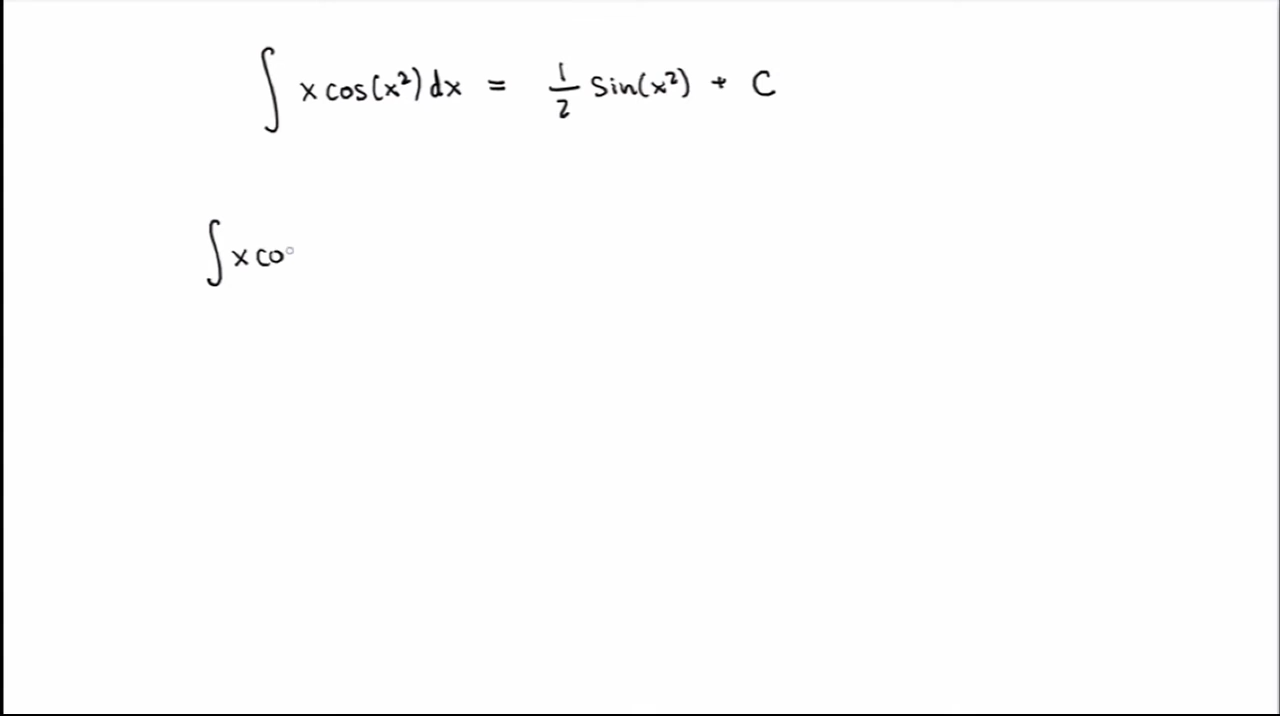 ∫ x cos(x²) dx = 1/2 Sin(x²) + C
∫ x co